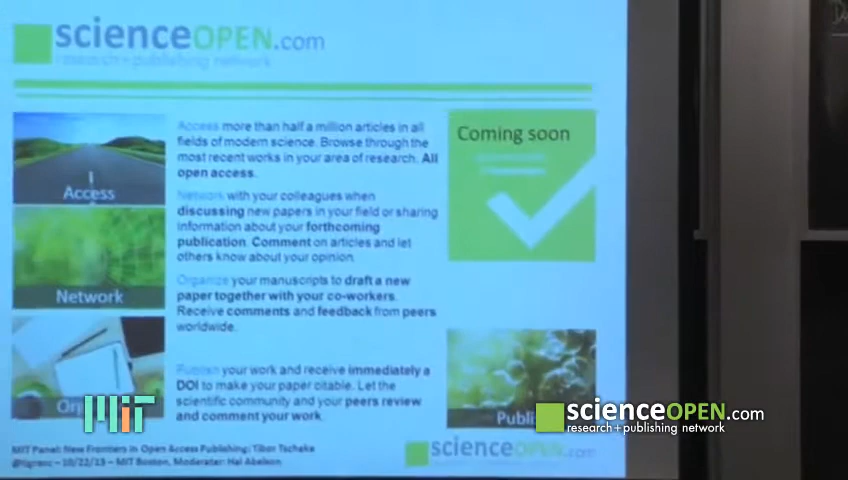 scienceOPEN.com
research+publishing network
Coming soon
Access more than half a million articles in all
fields of modern science. Browse through the
most recent works in your area of research. All
open access.
Access
Network with your colleagues when
discussing new papers in your field or sharing
information about your forthcoming
publication. Comment on articles and let
others know about your opinion.
Network
Organize your manuscripts to draft a new
paper together with your co-workers.
Receive comments and feedback from peers
worldwide.
Publish your work and receive immediately a
DOI to make your paper citable. Let the
scientific community and your peers review
and comment your work.
MIT
scienceOPEN.com
research+publishing network
MIT Panel: New Frontiers in Open Access Publishing: Tibor Tscheke
10/22/13 – MIT Boston, Moderater: Hal Abelson
scienceOPEN.com